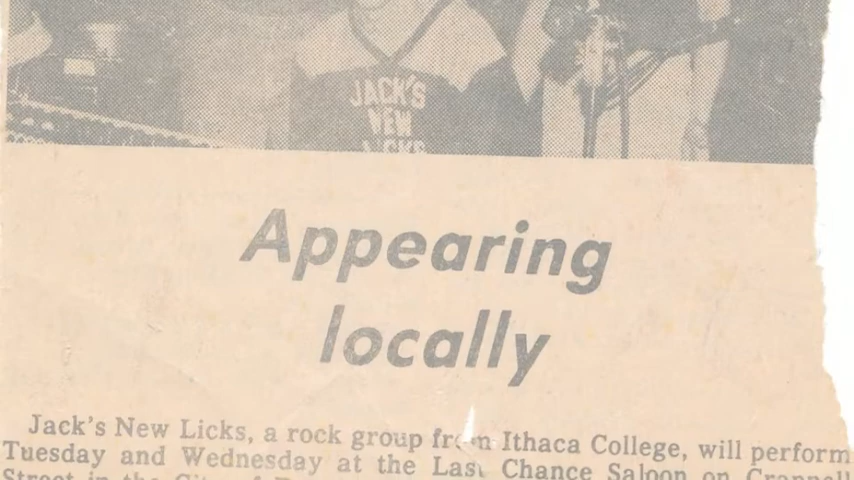 JACK'S
NEW
LICKS
Appearing
locally
Jack's New Licks, a rock group from Ithaca College, will perform
Tuesday and Wednesday at the Last Chance Saloon on Crannell
Street in the City of